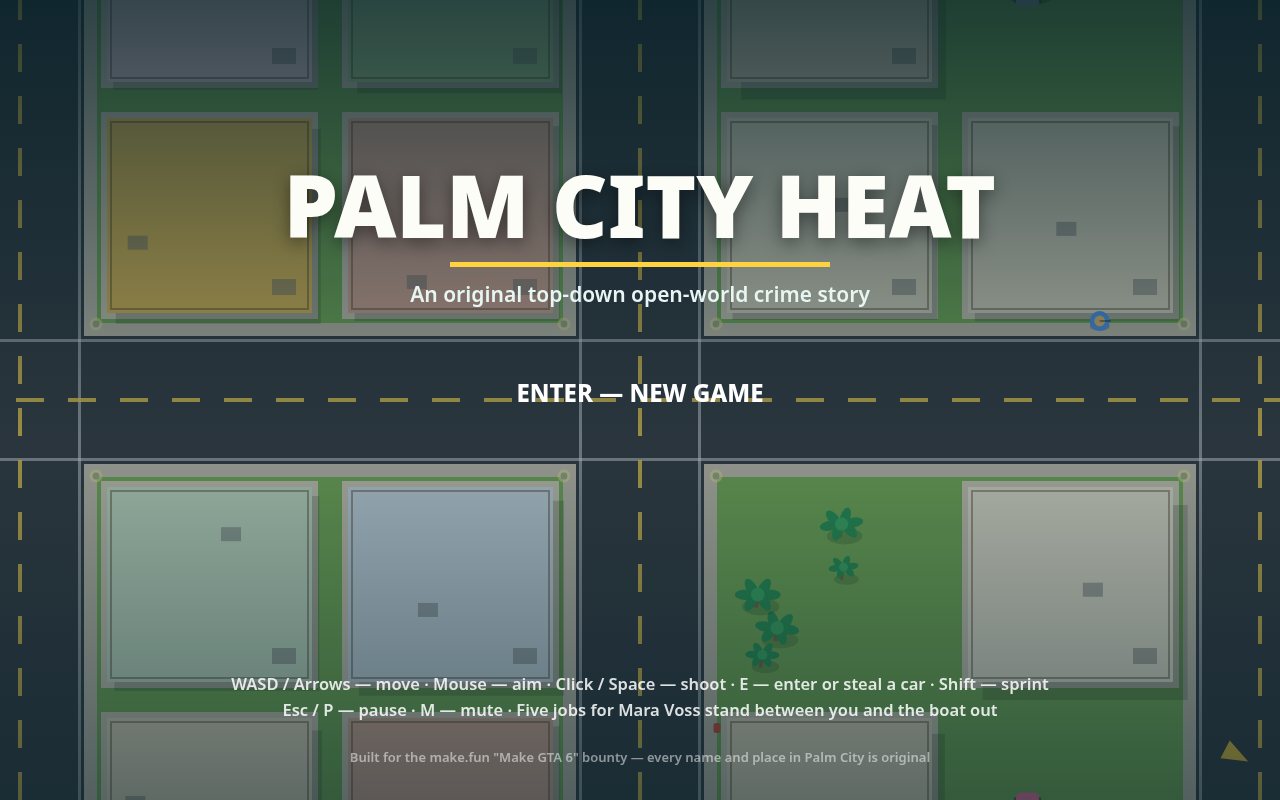 PALM CITY HEAT
An original top-down open-world crime story
ENTER — NEW GAME
WASD / Arrows — move · Mouse — aim · Click / Space — shoot · E — enter or steal a car · Shift — sprint
Esc / P — pause · M — mute · Five jobs for Mara Voss stand between you and the boat out
Built for the make.fun "Make GTA 6" bounty — every name and place in Palm City is original